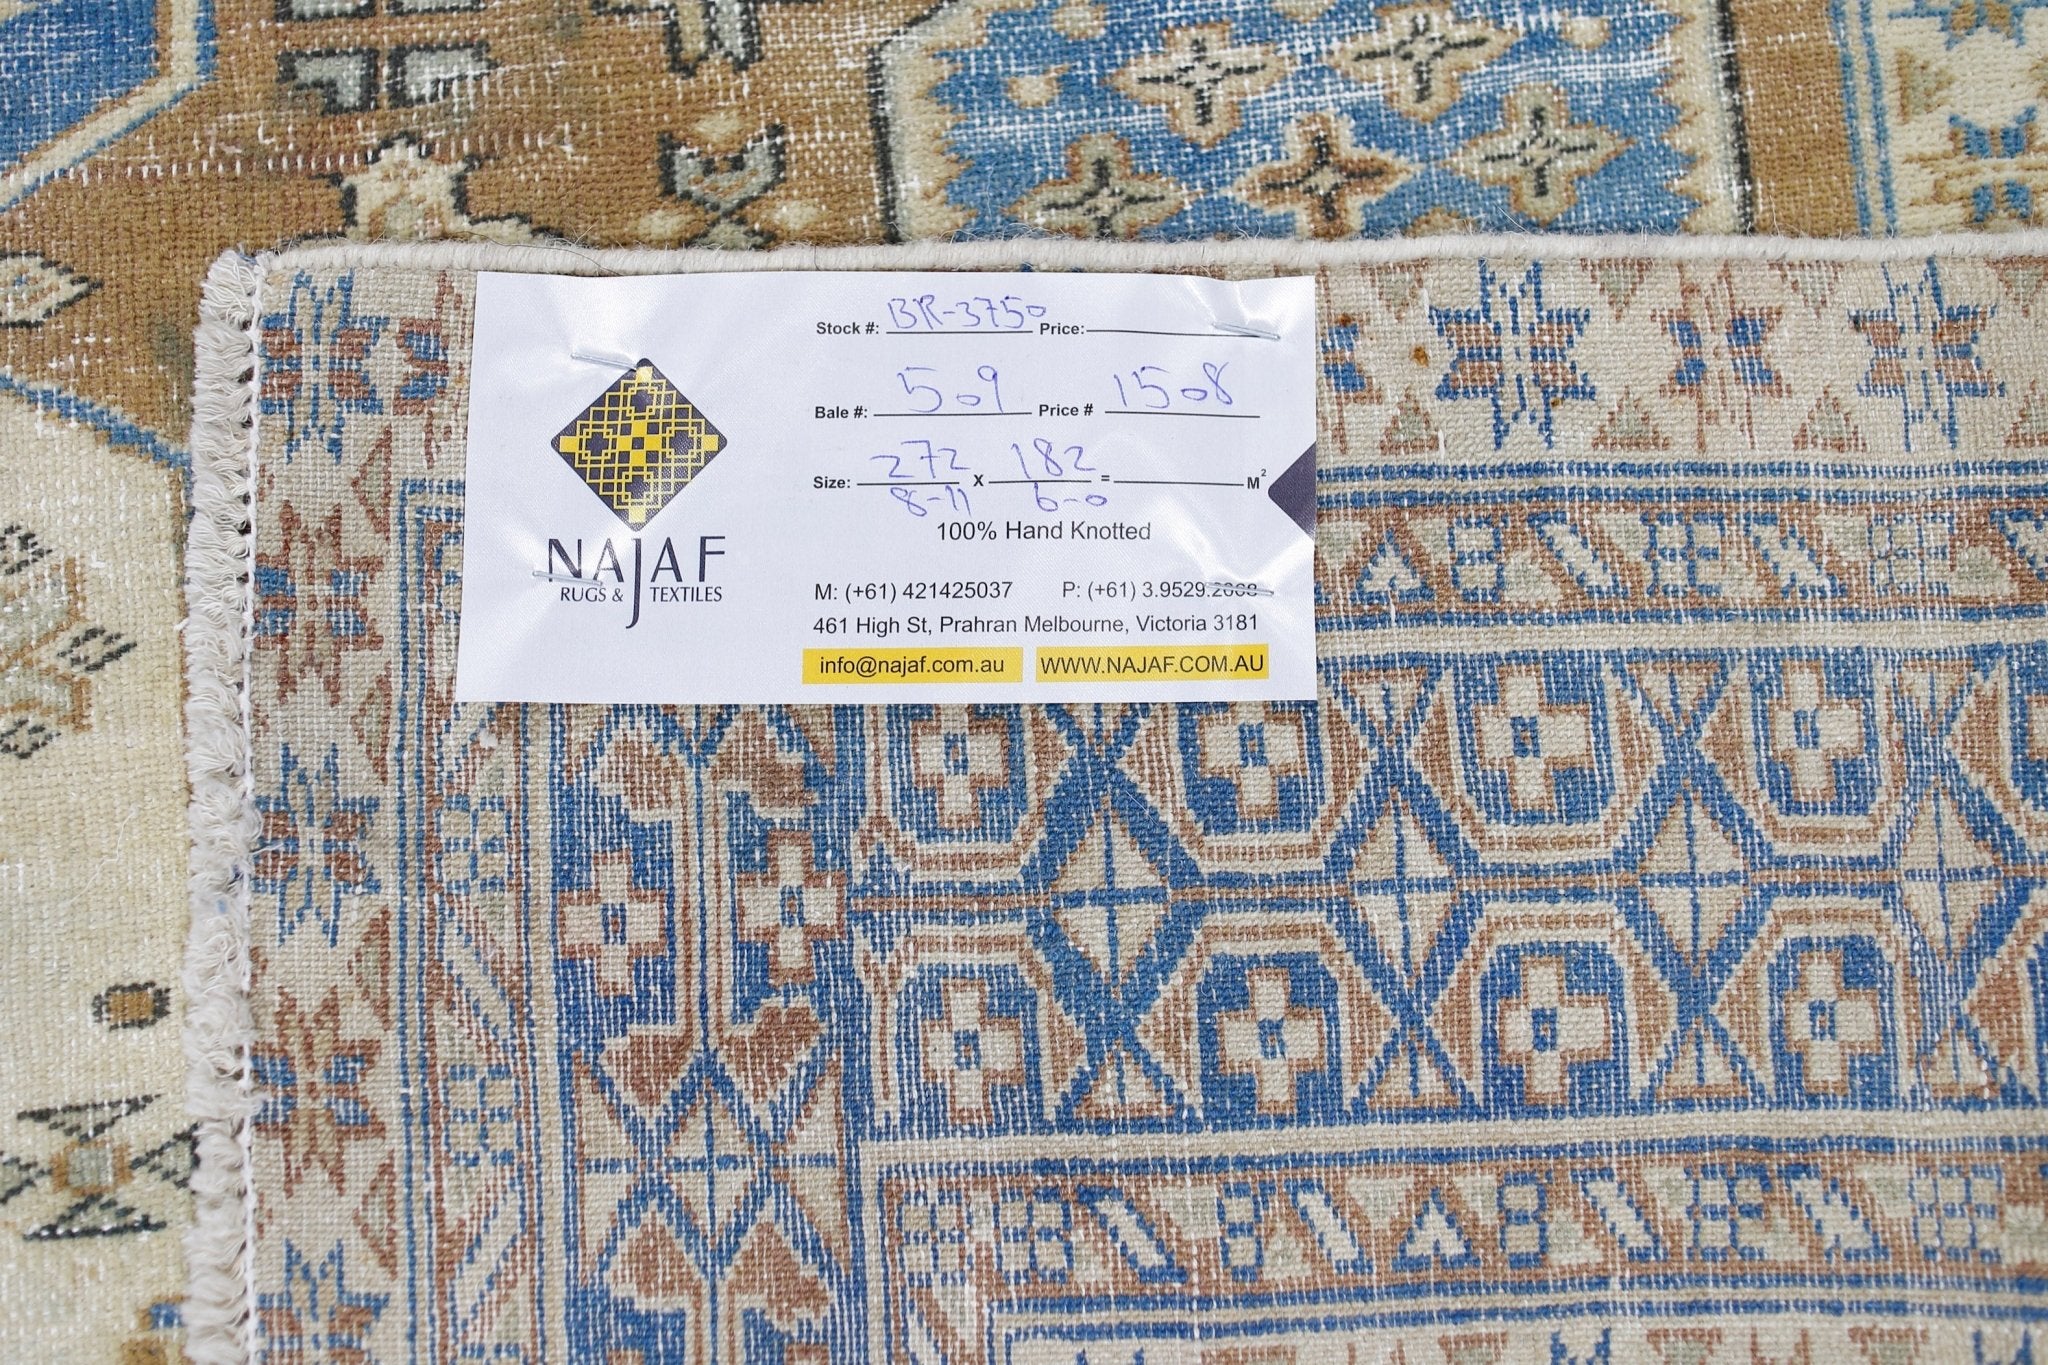 Stock #: BR-3750 Price:
Bale #: 509 Price # 1508
Size: 272 x 182 = M²
8-11 6-0
100% Hand Knotted
NAJAF
RUGS & TEXTILES
M: (+61) 421425037 P: (+61) 3.9529.2068
461 High St, Prahran Melbourne, Victoria 3181
info@najaf.com.au WWW.NAJAF.COM.AU